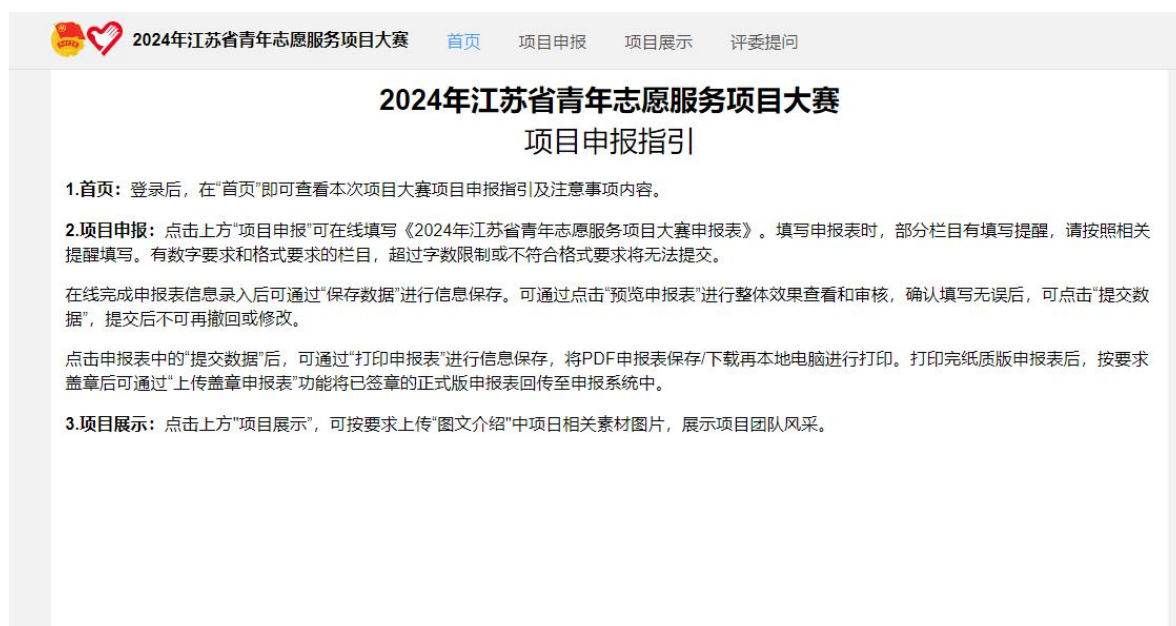 2024年江苏省青年志愿服务项目大赛 首页 项目申报 项目展示 评委提问
2024年江苏省青年志愿服务项目大赛
项目申报指引
1.首页：登录后，在“首页”即可查看本次项目大赛项目申报指引及注意事项内容。
2.项目申报：点击上方“项目申报”可在线填写《2024年江苏省青年志愿服务项目大赛申报表》。填写申报表时，部分栏目有填写提醒，请按照相关
提醒填写。有数字要求和格式要求的栏目，超过字数限制或不符合格式要求将无法提交。
在线完成申报表信息录入后可通过“保存数据”进行信息保存。可通过点击“预览申报表”进行整体效果查看和审核，确认填写无误后，可点击“提交数
据”，提交后不可再撤回或修改。
点击申报表中的“提交数据”后，可通过“打印申报表”进行信息保存，将PDF申报表保存/下载再本地电脑进行打印。打印完纸质版申报表后，按要求
盖章后可通过“上传盖章申报表”功能将已签章的正式版申报表回传至申报系统中。
3.项目展示：点击上方"项目展示”，可按要求上传“图文介绍"中项日相关素材图片，展示项目团队风采。